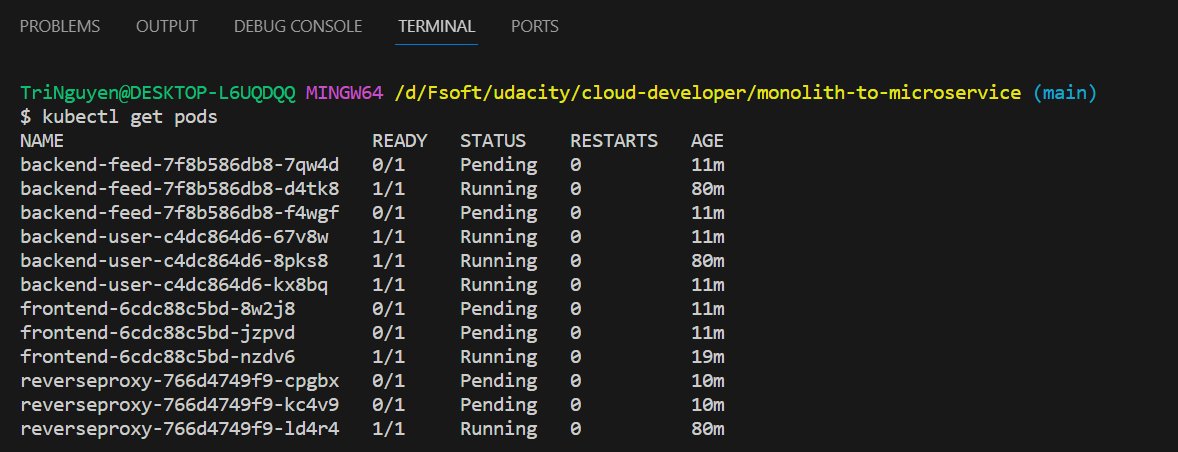 PROBLEMS OUTPUT DEBUG CONSOLE TERMINAL PORTS
TriNguyen@DESKTOP-L6UQDQQ MINGW64 /d/Fsoft/udacity/cloud-developer/monolith-to-microservice (main)
$ kubectl get pods
NAME READY STATUS RESTARTS AGE
backend-feed-7f8b586db8-7qw4d 0/1 Pending 0 11m
backend-feed-7f8b586db8-d4tk8 1/1 Running 0 80m
backend-feed-7f8b586db8-f4wgf 0/1 Pending 0 11m
backend-user-c4dc864d6-67v8w 1/1 Running 0 11m
backend-user-c4dc864d6-8pks8 1/1 Running 0 80m
backend-user-c4dc864d6-kx8bq 1/1 Running 0 11m
frontend-6cdc88c5bd-8w2j8 0/1 Pending 0 11m
frontend-6cdc88c5bd-jzpvd 0/1 Pending 0 11m
frontend-6cdc88c5bd-nzdv6 1/1 Running 0 19m
reverseproxy-766d4749f9-cpgbx 0/1 Pending 0 10m
reverseproxy-766d4749f9-kc4v9 0/1 Pending 0 10m
reverseproxy-766d4749f9-ld4r4 1/1 Running 0 80m